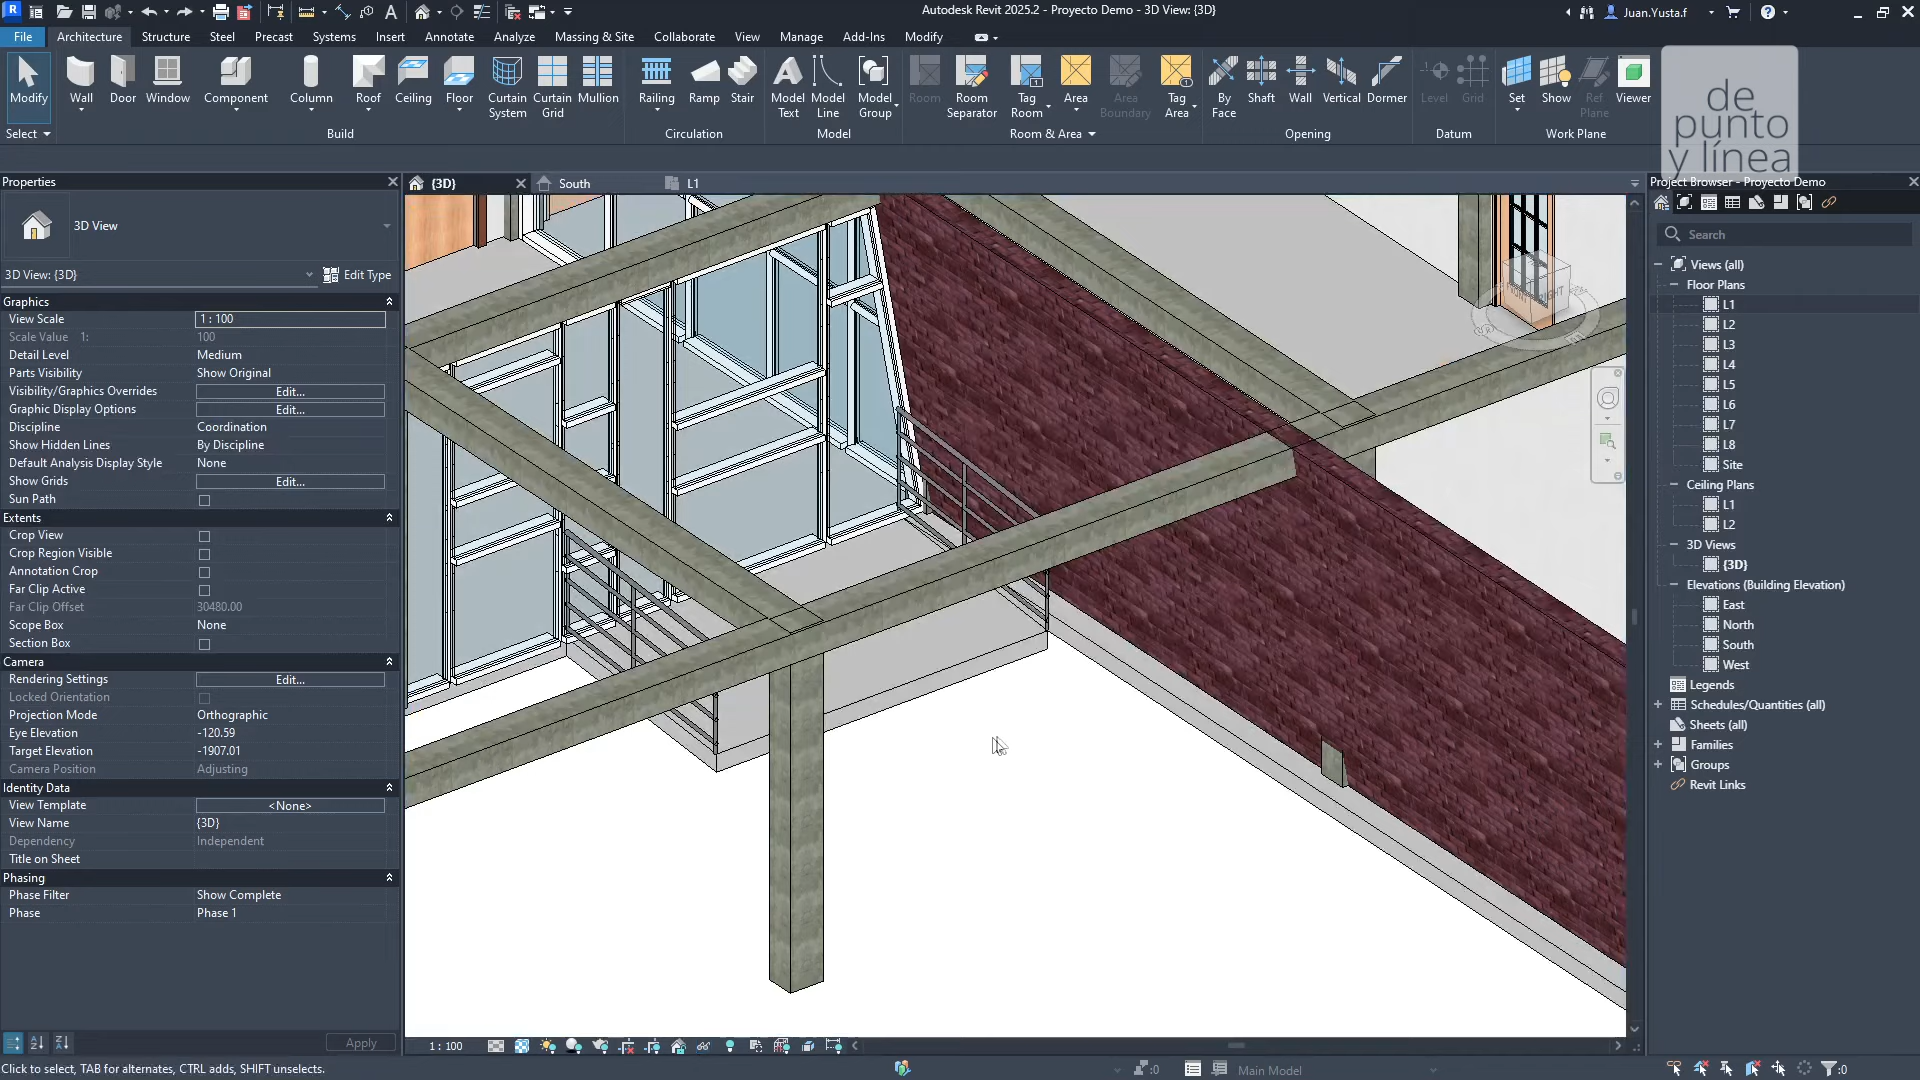 Autodesk Revit 2025.2 - Proyecto Demo - 3D View: {3D}
Juan.Yusta.f
File
Architecture
Structure
Steel
Precast
Systems
Insert
Annotate
Analyze
Massing & Site
Collaborate
View
Manage
Add-Ins
Modify
Modify
Wall
Door
Window
Component
Column
Roof
Ceiling
Floor
Curtain System
Curtain Grid
Mullion
Railing
Ramp
Stair
Model Text
Model Line
Model Group
Room
Room Separator
Tag Room
Area
Area Boundary
Tag Area
By Face
Shaft
Wall
Vertical
Dormer
Level
Grid
Set
Show
Ref Plane
Viewer
Select
Build
Circulation
Model
Room & Area
Opening
Datum
Work Plane
de
punto
y línea
Properties
3D View
3D View: {3D}
Edit Type
Graphics
View Scale 1 : 100
Scale Value 1: 100
Detail Level Medium
Parts Visibility Show Original
Visibility/Graphics Overrides Edit...
Graphic Display Options Edit...
Discipline Coordination
Show Hidden Lines By Discipline
Default Analysis Display Style None
Show Grids Edit...
Sun Path
Extents
Crop View
Crop Region Visible
Annotation Crop
Far Clip Active
Far Clip Offset 30480.00
Scope Box None
Section Box
Camera
Rendering Settings Edit...
Locked Orientation
Projection Mode Orthographic
Eye Elevation -120.59
Target Elevation -1907.01
Camera Position Adjusting
Identity Data
View Template <None>
View Name {3D}
Dependency Independent
Title on Sheet
Phasing
Phase Filter Show Complete
Phase Phase 1
Apply
{3D}
South
L1
RIGHT
Project Browser - Proyecto Demo
Search
Views (all)
Floor Plans
L1
L2
L3
L4
L5
L6
L7
L8
Site
Ceiling Plans
L1
L2
3D Views
{3D}
Elevations (Building Elevation)
East
North
South
West
Legends
Schedules/Quantities (all)
Sheets (all)
Families
Groups
Revit Links
1 : 100
Click to select, TAB for alternates, CTRL adds, SHIFT unselects.
:0
Main Model
:0